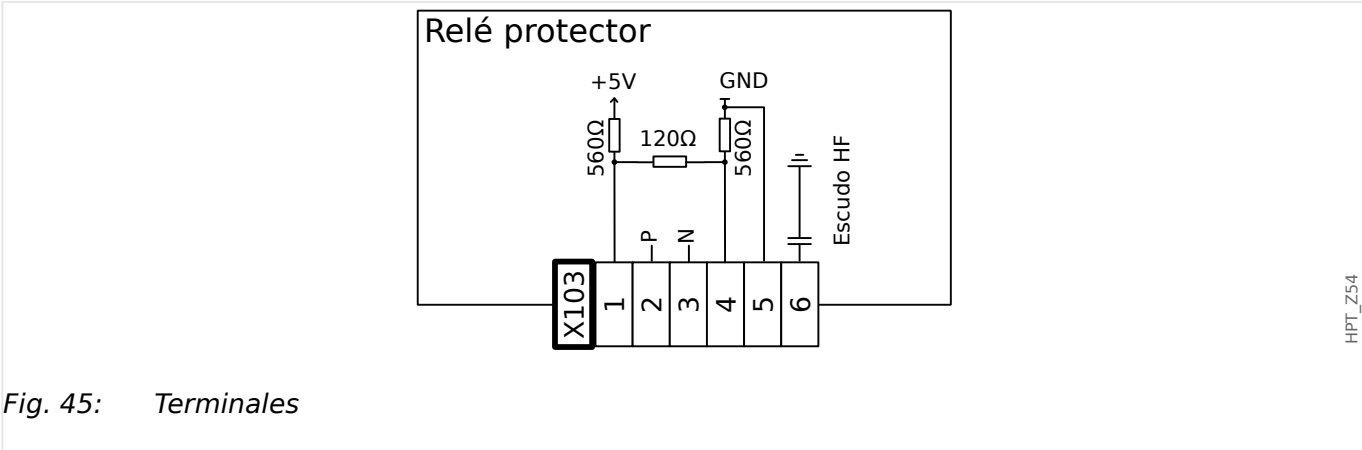 Relé protector
+5V
GND
560Ω
120Ω
560Ω
Escudo HF
P
N
X103
1
2
3
4
5
6
HPT_Z54
Fig. 45: Terminales